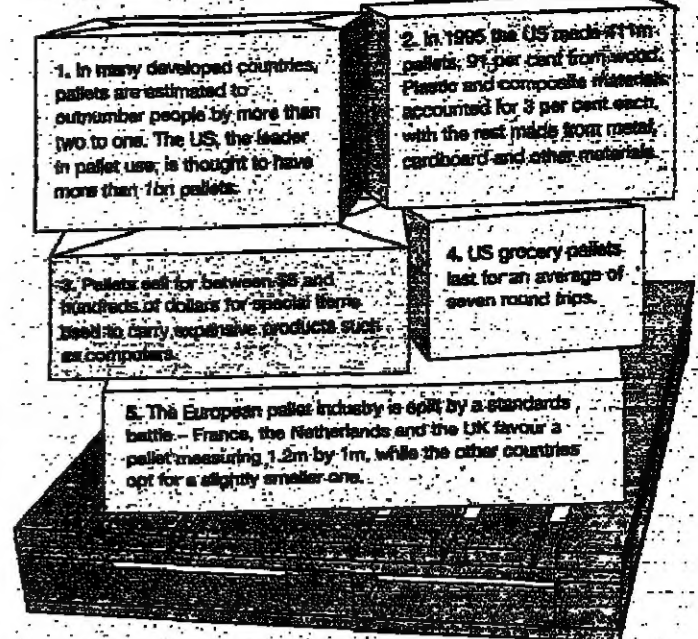 1. In many developed countries,
pallets are estimated to
outnumber people by more than
two to one. The US, the leader
in pallet use, is thought to have
more than 1bn pallets.
2. In 1995 the US made 411m
pallets, 91 per cent from wood.
Plastic and composite materials
accounted for 3 per cent each,
with the rest made from metal,
cardboard and other materials.
3. Pallets sell for between $5 and
hundreds of dollars for special items
used to carry expensive products such
as computers.
4. US grocery pallets
last for an average of
seven round trips.
5. The European pallet industry is split by a standards
battle – France, the Netherlands and the UK favour a
pallet measuring 1.2m by 1m, while the other countries
opt for a slightly smaller one.